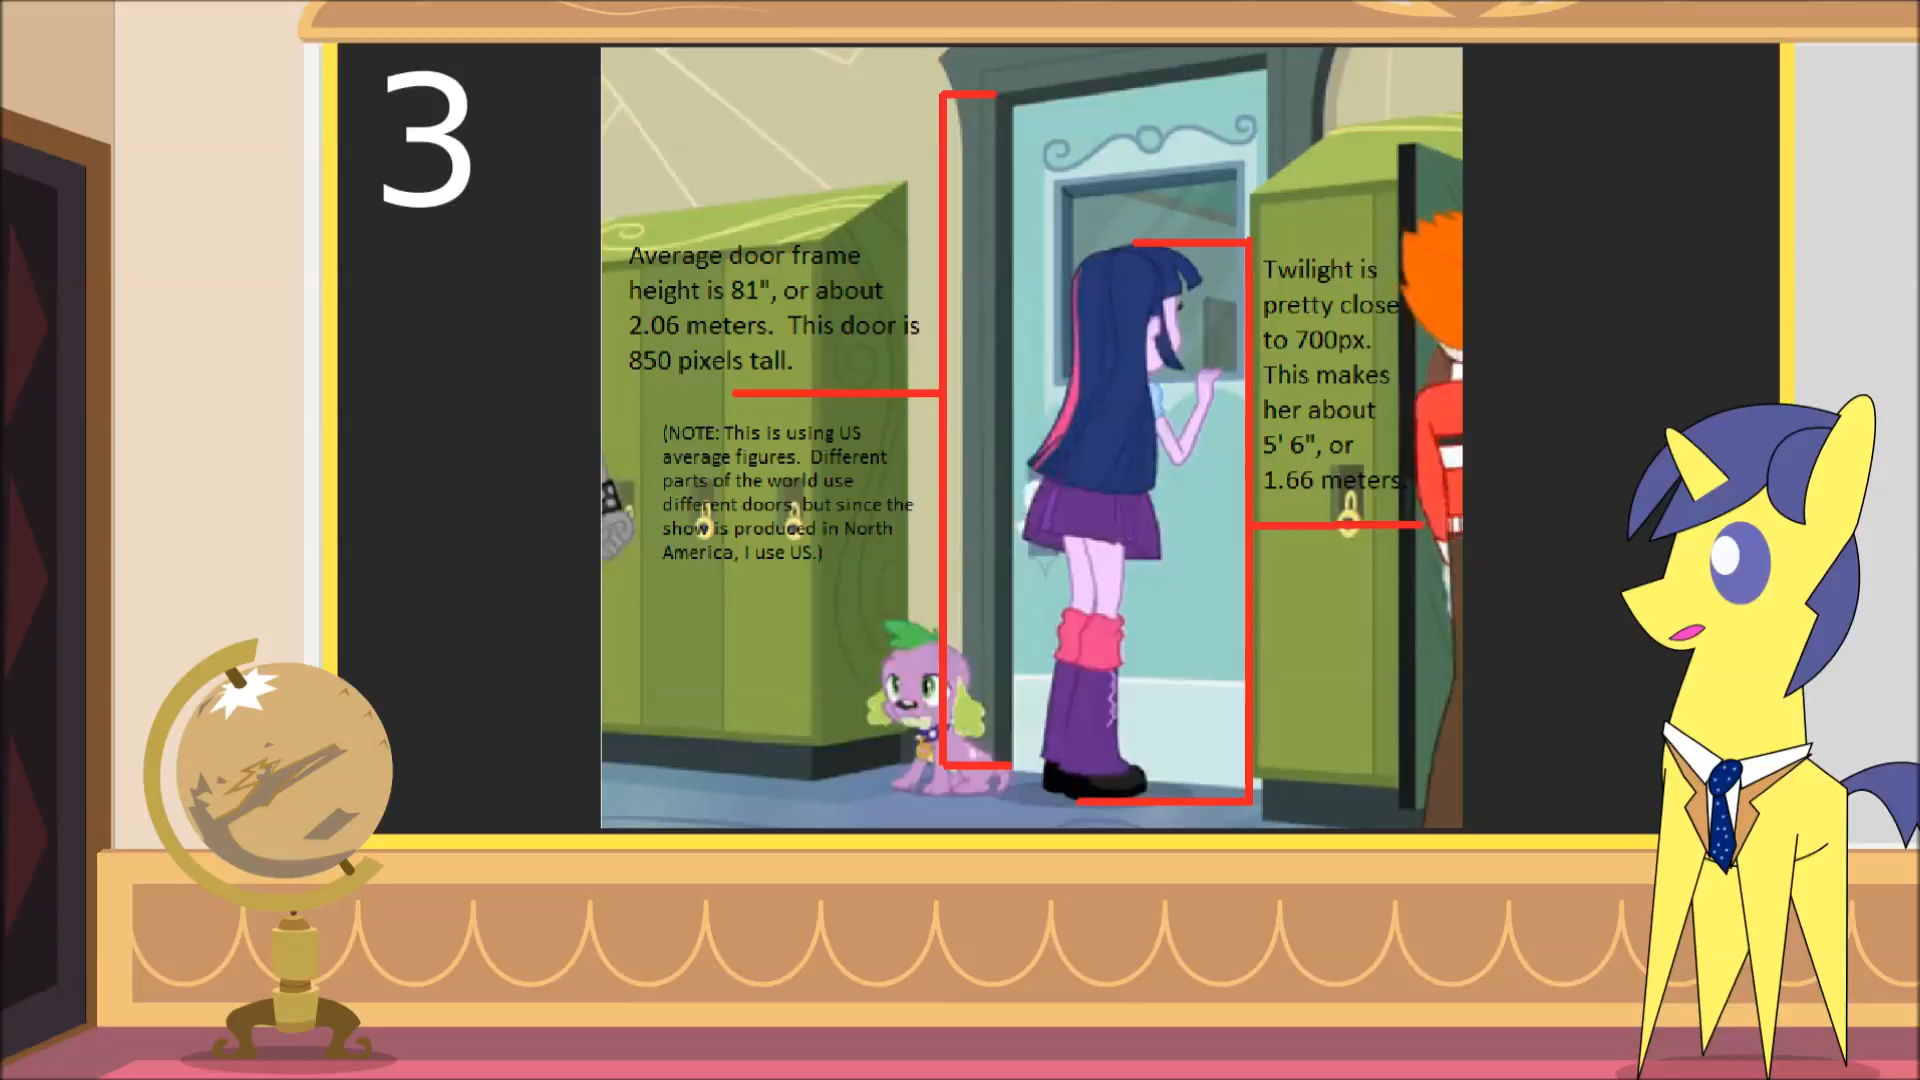 3
Average door frame
height is 81", or about
2.06 meters.  This door is
850 pixels tall.
(NOTE: This is using US
average figures.  Different
parts of the world use
different doors, but since the
show is produced in North
America, I use US.)
Twilight is
pretty close
to 700px.
This makes
her about
5' 6", or
1.66 meters.